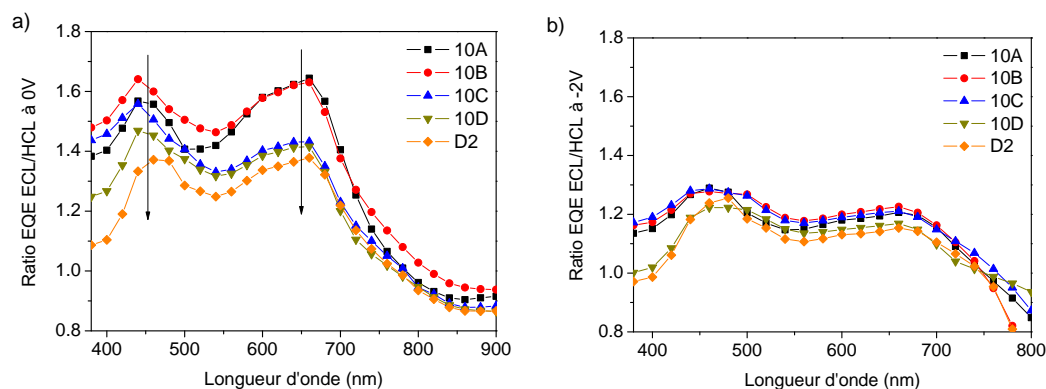 a)
Ratio EQE ECL/HCL à 0V
1.8
1.6
1.4
1.2
1.0
0.8
400 500 600 700 800 900
Longueur d'onde (nm)
10A
10B
10C
10D
D2
b)
Ratio EQE ECL/HCL à -2V
1.8
1.6
1.4
1.2
1.0
0.8
400 500 600 700 800
Longueur d'onde (nm)
10A
10B
10C
10D
D2